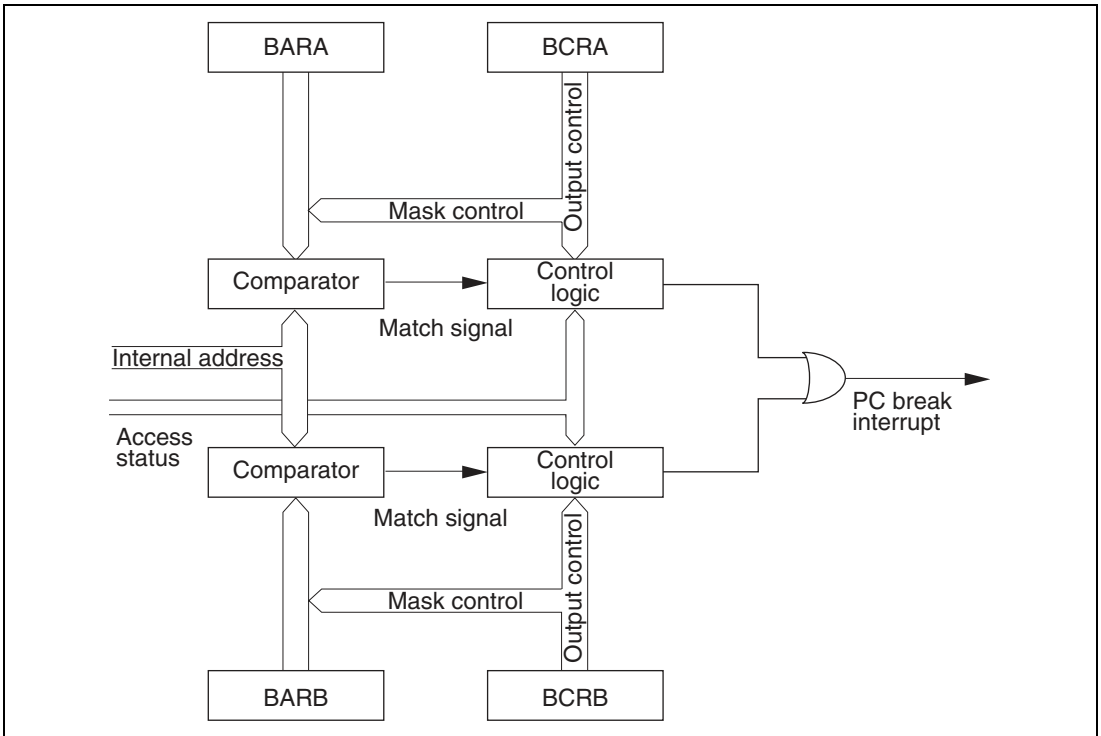 BARA
BCRA
Output control
Mask control
Comparator
Control
logic
Match signal
Internal address
Access
status
PC break
interrupt
Comparator
Control
logic
Match signal
Mask control
Output control
BARB
BCRB